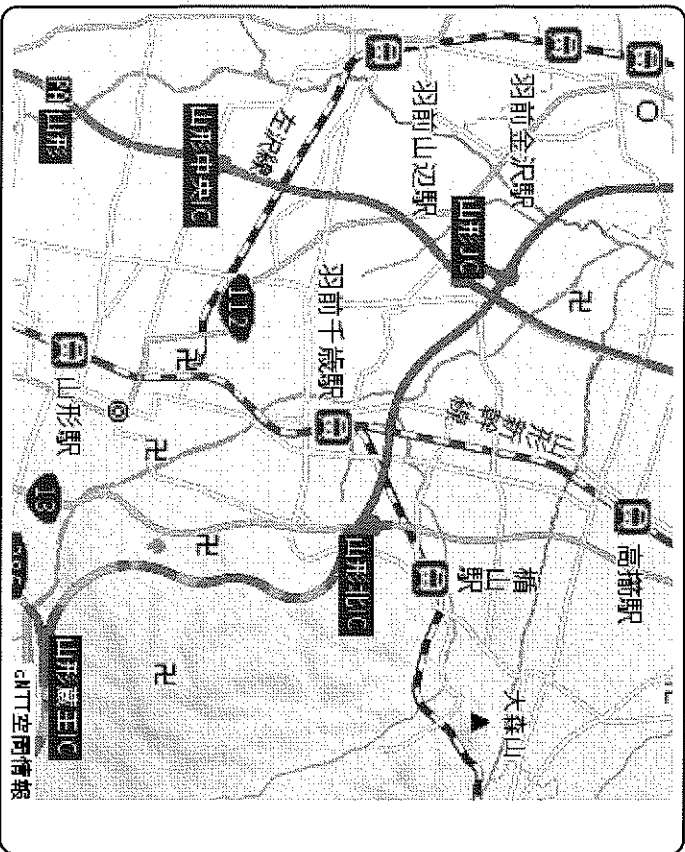 羽前金沢駅
羽前山辺駅
左沢線
山形中央IC
山形
山形JC
112
羽前千歳駅
山形新幹線
高擶駅
楯山駅
大森山
山形駅
13
山形北IC
山形蔵王IC
NTT空間情報